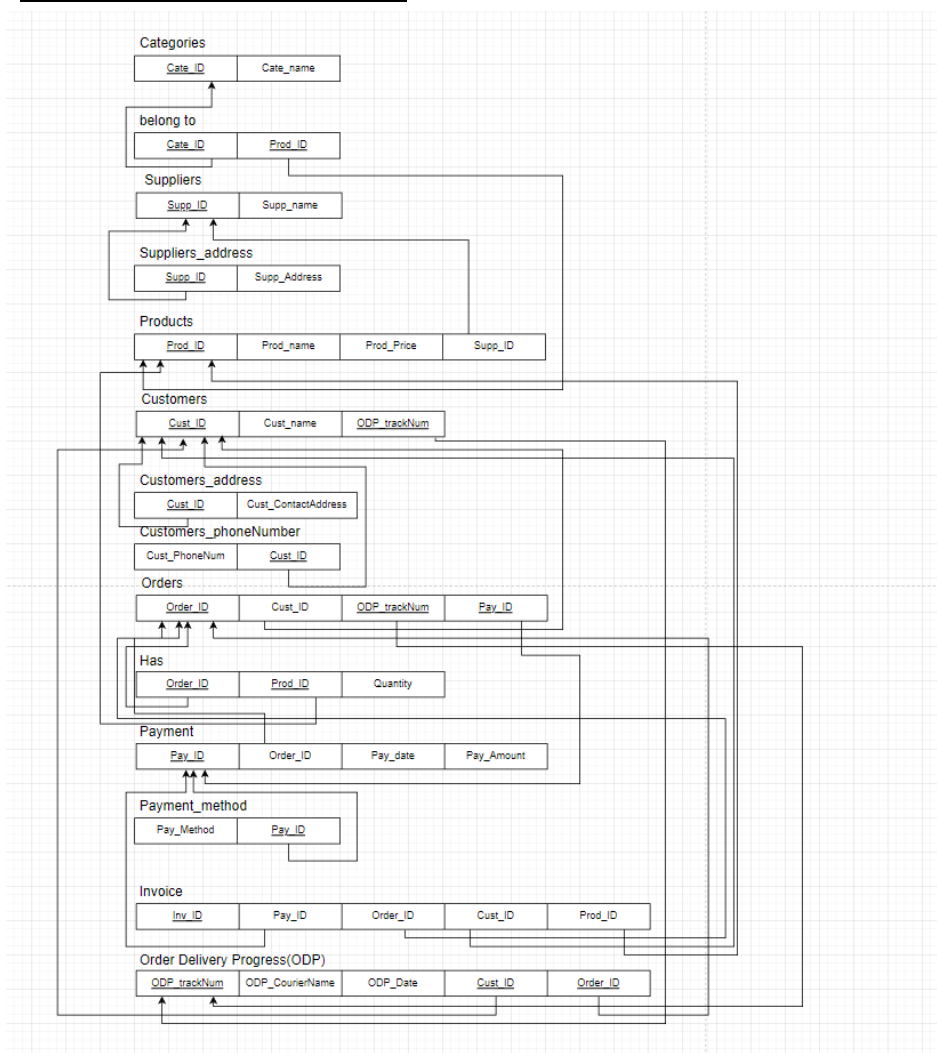 Categories
Cate_ID Cate_name
belong to
Cate_ID Prod_ID
Suppliers
Supp_ID Supp_name
Suppliers_address
Supp_ID Supp_Address
Products
Prod_ID Prod_name Prod_Price Supp_ID
Customers
Cust_ID Cust_name ODP_trackNum
Customers_address
Cust_ID Cust_ContactAddress
Customers_phoneNumber
Cust_PhoneNum Cust_ID
Orders
Order_ID Cust_ID ODP_trackNum Pay_ID
Has
Order_ID Prod_ID Quantity
Payment
Pay_ID Order_ID Pay_date Pay_Amount
Payment_method
Pay_Method Pay_ID
Invoice
Inv_ID Pay_ID Order_ID Cust_ID Prod_ID
Order Delivery Progress(ODP)
ODP_trackNum ODP_CourierName ODP_Date Cust_ID Order_ID